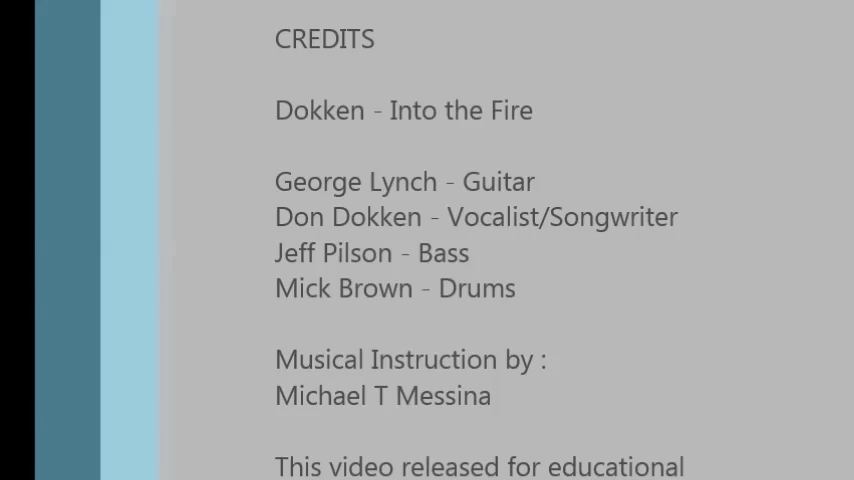 CREDITS
Dokken - Into the Fire
George Lynch - Guitar
Don Dokken - Vocalist/Songwriter
Jeff Pilson - Bass
Mick Brown - Drums
Musical Instruction by :
Michael T Messina
This video released for educational